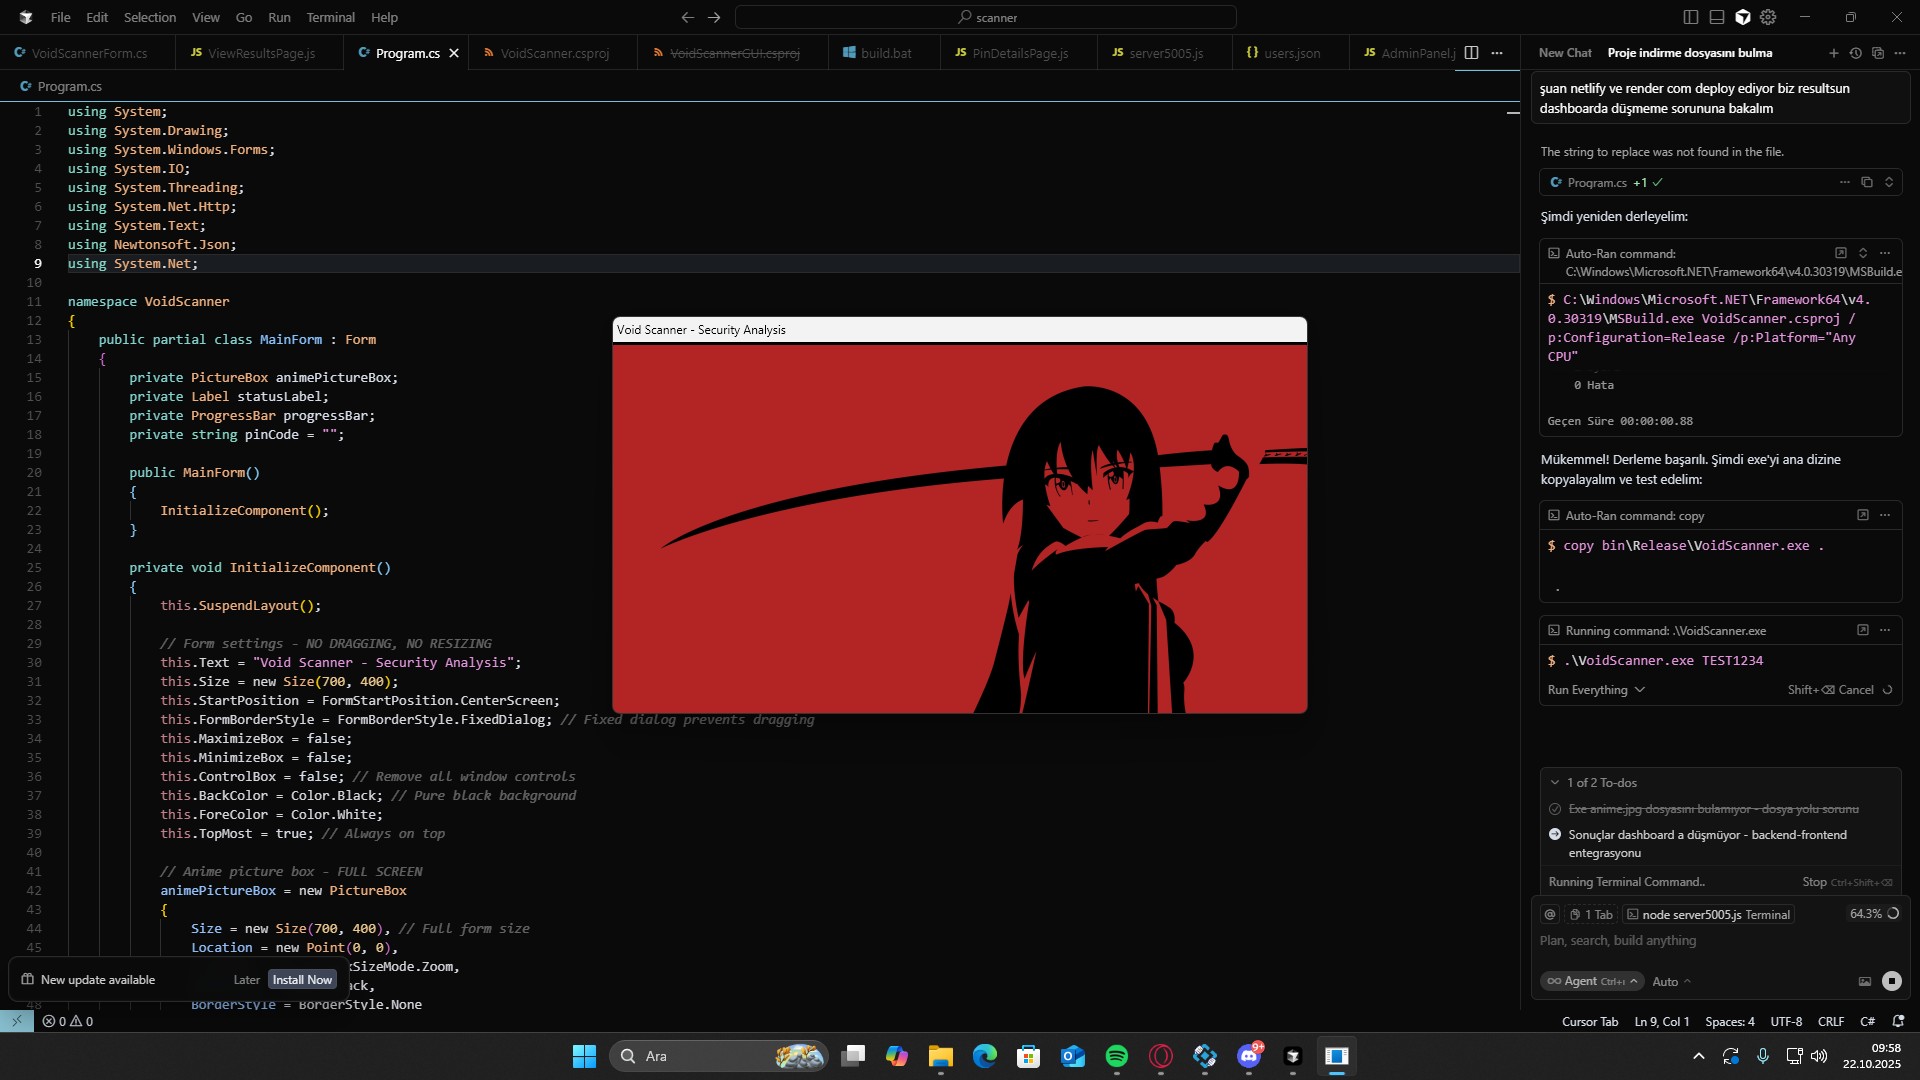 File Edit Selection View Go Run Terminal Help
scanner
VoidScannerForm.cs
ViewResultsPage.js
Program.cs
VoidScanner.csproj
VoidScannerGUI.csproj
build.bat
PinDetailsPage.js
server5005.js
users.json
AdminPanel.j
Program.cs
1 using System;
2 using System.Drawing;
3 using System.Windows.Forms;
4 using System.IO;
5 using System.Threading;
6 using System.Net.Http;
7 using System.Text;
8 using Newtonsoft.Json;
9 using System.Net;
10
11 namespace VoidScanner
12 {
13 public partial class MainForm : Form
14 {
15 private PictureBox animePictureBox;
16 private Label statusLabel;
17 private ProgressBar progressBar;
18 private string pinCode = "";
19
20 public MainForm()
21 {
22 InitializeComponent();
23 }
24
25 private void InitializeComponent()
26 {
27 this.SuspendLayout();
28
29 // Form settings - NO DRAGGING, NO RESIZING
30 this.Text = "Void Scanner - Security Analysis";
31 this.Size = new Size(700, 400);
32 this.StartPosition = FormStartPosition.CenterScreen;
33 this.FormBorderStyle = FormBorderStyle.FixedDialog; // Fixed dialog prevents dragging
34 this.MaximizeBox = false;
35 this.MinimizeBox = false;
36 this.ControlBox = false; // Remove all window controls
37 this.BackColor = Color.Black; // Pure black background
38 this.ForeColor = Color.White;
39 this.TopMost = true; // Always on top
40
41 // Anime picture box - FULL SCREEN
42 animePictureBox = new PictureBox
43 {
44 Size = new Size(700, 400), // Full form size
45 Location = new Point(0, 0),
SizeMode.Zoom,
ack,
48 BorderStyle = BorderStyle.None
Void Scanner - Security Analysis
New update available Later Install Now
0 0
New Chat Proje indirme dosyasını bulma
şuan netlify ve render com deploy ediyor biz resultsun
dashboarda düşmeme sorununa bakalım
The string to replace was not found in the file.
Program.cs +1
Şimdi yeniden derleyelim:
Auto-Ran command:
C:\Windows\Microsoft.NET\Framework64\v4.0.30319\MSBuild.e
$ C:\Windows\Microsoft.NET\Framework64\v4.
0.30319\MSBuild.exe VoidScanner.csproj /
p:Configuration=Release /p:Platform="Any
CPU"
0 Hata
Geçen Süre 00:00:00.88
Mükemmel! Derleme başarılı. Şimdi exe'yi ana dizine
kopyalayalım ve test edelim:
Auto-Ran command: copy
$ copy bin\Release\VoidScanner.exe .
.
Running command: .\VoidScanner.exe
$ .\VoidScanner.exe TEST1234
Run Everything Shift+⌫ Cancel
1 of 2 To-dos
Exe anime.jpg dosyasını bulamıyor - dosya yolu sorunu
Sonuçlar dashboard a düşmüyor - backend-frontend
entegrasyonu
Running Terminal Command.. Stop Ctrl+Shift+⌫
@ 1 Tab node server5005.js Terminal 64.3%
Plan, search, build anything
Agent Ctrl+I Auto
Cursor Tab Ln 9, Col 1 Spaces: 4 UTF-8 CRLF C#
Ara
9+
09:58
22.10.2025